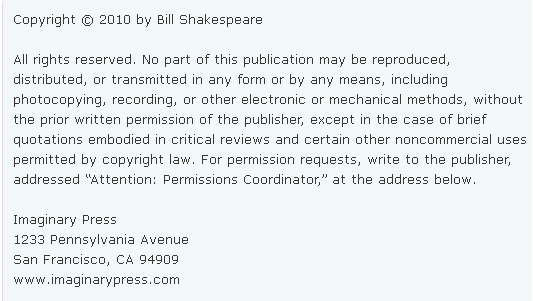 Copyright © 2010 by Bill Shakespeare
All rights reserved. No part of this publication may be reproduced,
distributed, or transmitted in any form or by any means, including
photocopying, recording, or other electronic or mechanical methods, without
the prior written permission of the publisher, except in the case of brief
quotations embodied in critical reviews and certain other noncommercial uses
permitted by copyright law. For permission requests, write to the publisher,
addressed “Attention: Permissions Coordinator,” at the address below.
Imaginary Press
1233 Pennsylvania Avenue
San Francisco, CA 94909
www.imaginarypress.com